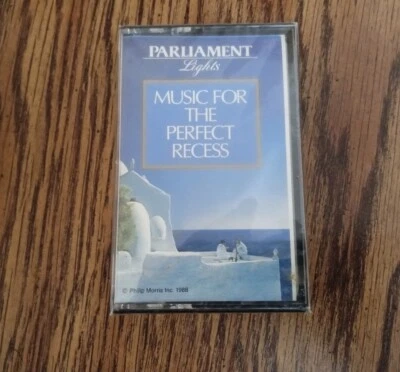 PARLIAMENT
Lights
MUSIC FOR
THE
PERFECT
RECESS
© Philip Morris Inc. 1988